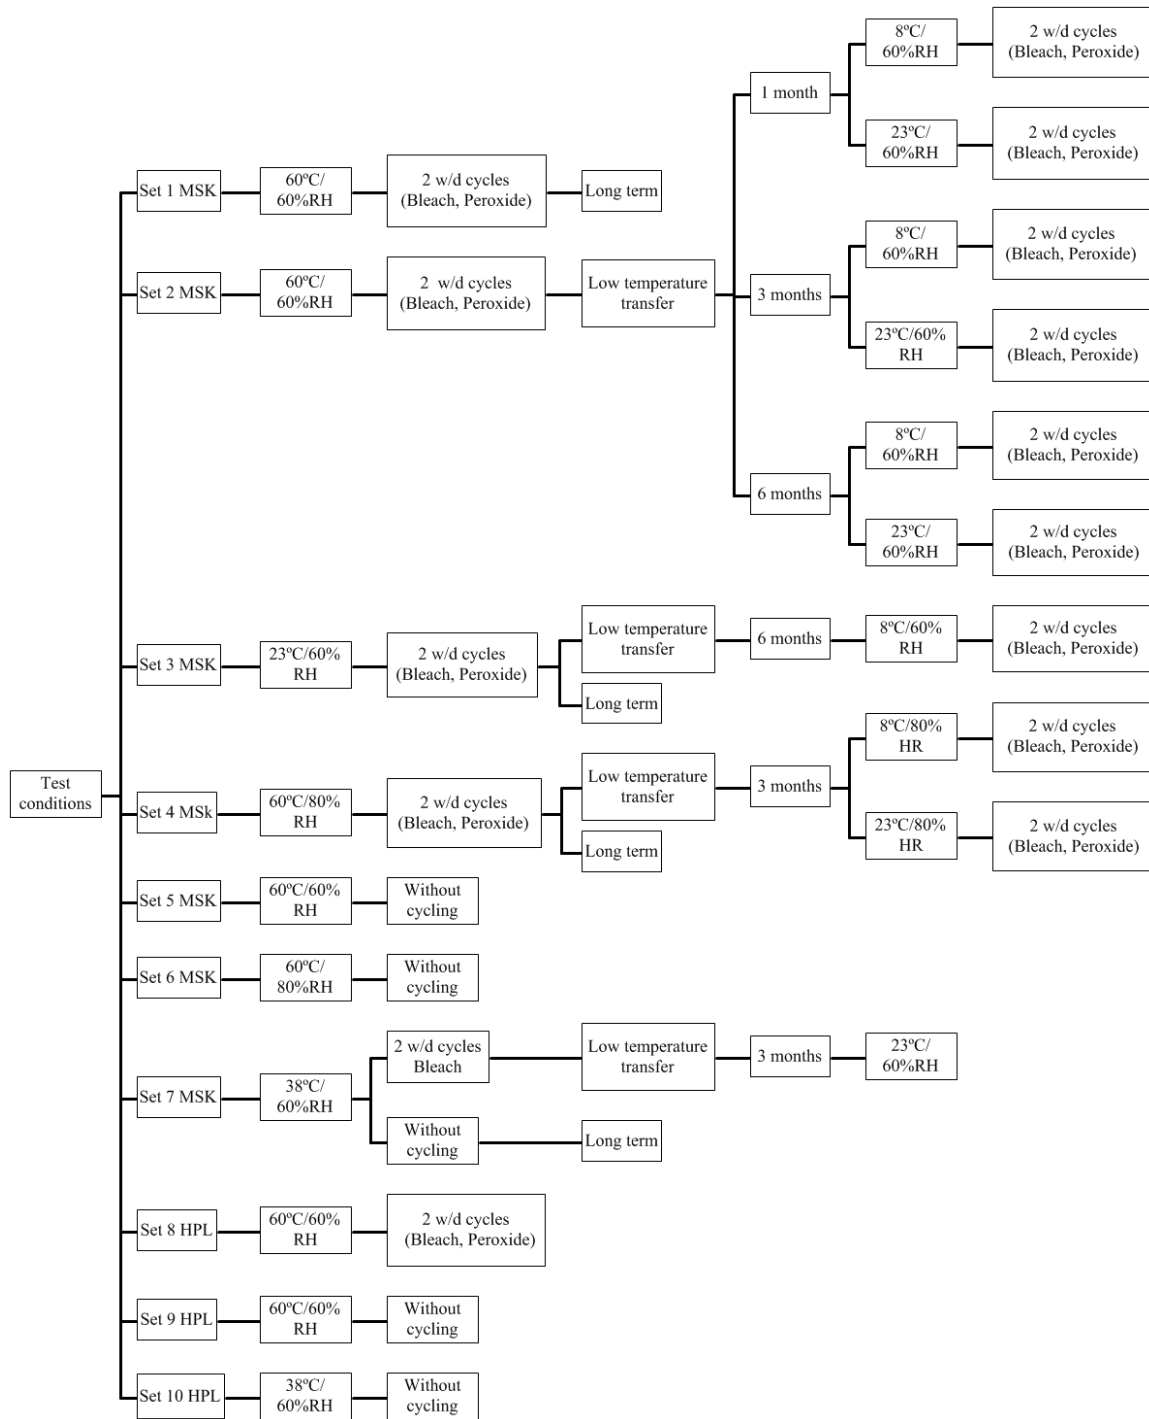 Test
conditions
Set 1 MSK
60ºC/
60%RH
2 w/d cycles
(Bleach, Peroxide)
Long term
Set 2 MSK
60ºC/
60%RH
2 w/d cycles
(Bleach, Peroxide)
Low temperature
transfer
1 month
8ºC/
60%RH
2 w/d cycles
(Bleach, Peroxide)
23ºC/
60%RH
2 w/d cycles
(Bleach, Peroxide)
3 months
8ºC/
60%RH
2 w/d cycles
(Bleach, Peroxide)
23ºC/60%
RH
2 w/d cycles
(Bleach, Peroxide)
6 months
8ºC/
60%RH
2 w/d cycles
(Bleach, Peroxide)
23ºC/
60%RH
2 w/d cycles
(Bleach, Peroxide)
Set 3 MSK
23ºC/60%
RH
2 w/d cycles
(Bleach, Peroxide)
Low temperature
transfer
6 months
8ºC/60%
RH
2 w/d cycles
(Bleach, Peroxide)
Long term
Set 4 MSk
60ºC/80%
RH
2 w/d cycles
(Bleach, Peroxide)
Low temperature
transfer
3 months
8ºC/80%
HR
2 w/d cycles
(Bleach, Peroxide)
23ºC/80%
HR
2 w/d cycles
(Bleach, Peroxide)
Long term
Set 5 MSK
60ºC/60%
RH
Without
cycling
Set 6 MSK
60ºC/
80%RH
Without
cycling
Set 7 MSK
38ºC/
60%RH
2 w/d cycles
Bleach
Low temperature
transfer
3 months
23ºC/
60%RH
Without
cycling
Long term
Set 8 HPL
60ºC/60%
RH
2 w/d cycles
(Bleach, Peroxide)
Set 9 HPL
60ºC/60%
RH
Without
cycling
Set 10 HPL
38ºC/
60%RH
Without
cycling